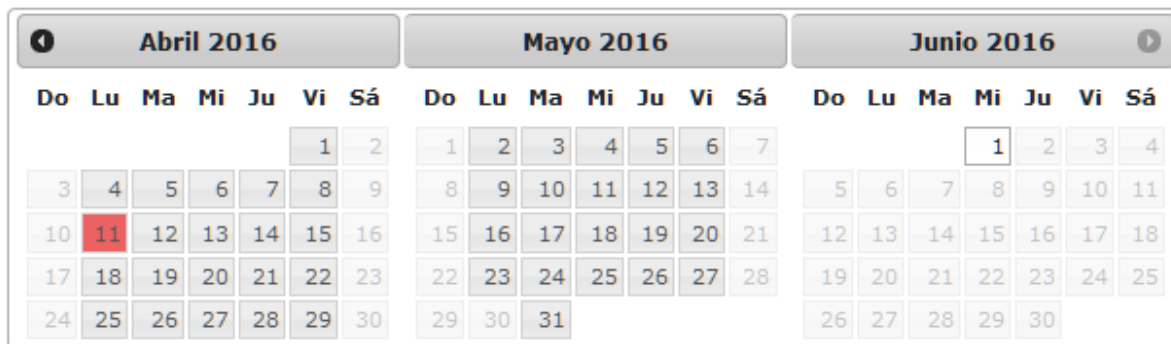 Abril 2016 Mayo 2016 Junio 2016
Do Lu Ma Mi Ju Vi Sá Do Lu Ma Mi Ju Vi Sá Do Lu Ma Mi Ju Vi Sá
1 2 1 2 3 4 5 6 7 1 2 3 4
3 4 5 6 7 8 9 8 9 10 11 12 13 14 5 6 7 8 9 10 11
10 11 12 13 14 15 16 15 16 17 18 19 20 21 12 13 14 15 16 17 18
17 18 19 20 21 22 23 22 23 24 25 26 27 28 19 20 21 22 23 24 25
24 25 26 27 28 29 30 29 30 31 26 27 28 29 30